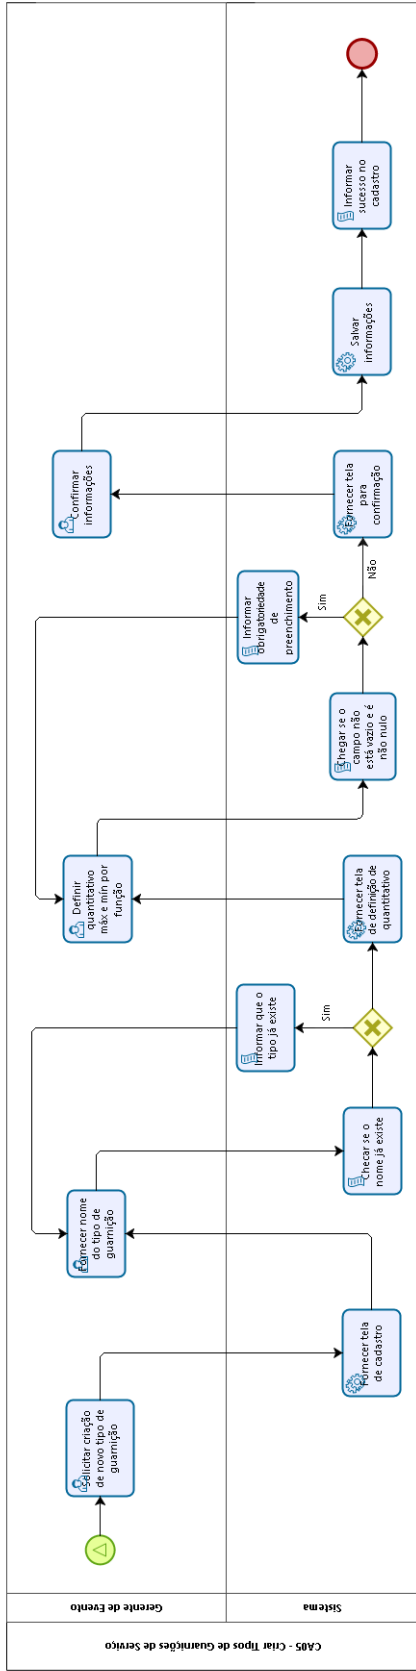 CA05 - Criar Tipos de Guarnições de Serviço
Gerente de Evento
Sistema
Solicitar criação
de novo tipo de
guarnição
Fornecer tela
de cadastro
Fornecer nome
do tipo de
guarnição
Checar se o
nome já existe
Sim
Informar que o
tipo já existe
Fornecer tela
de definição de
quantitativo
Definir
quantitativo
máx e mín por
função
Chegar se o
campo não
está vazio e é
não nulo
Sim
Informar
obrigatoriedade
de
preenchimento
Não
Fornecer tela
para
confirmação
Confirmar
informações
Salvar
informações
Informar
sucesso no
cadastro